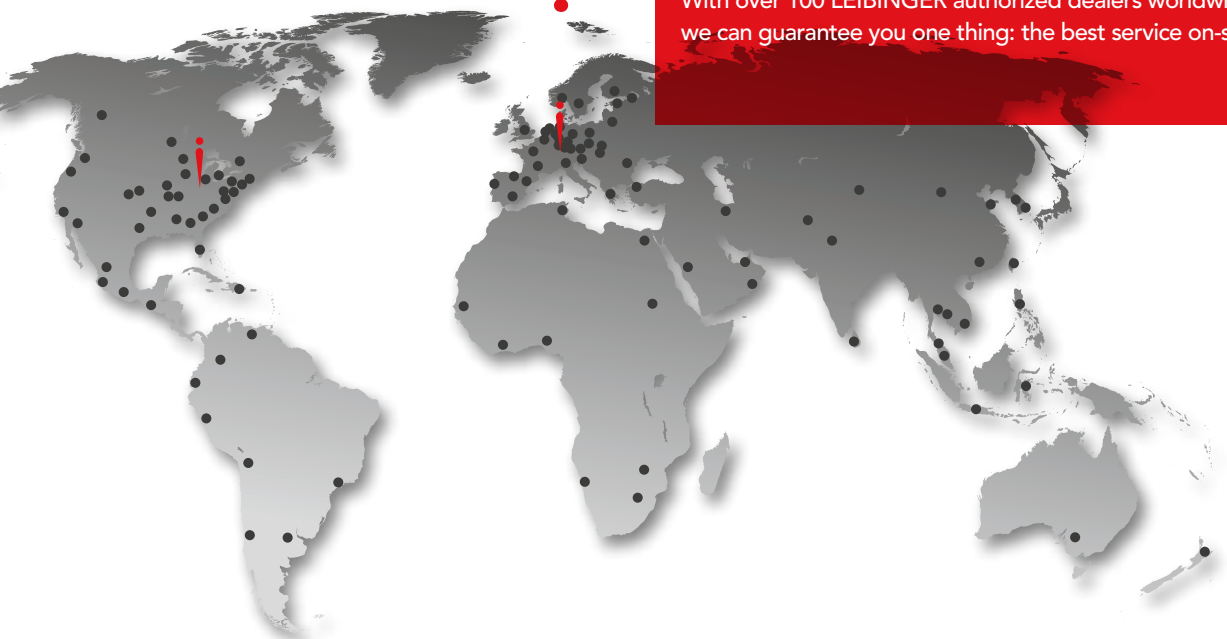 With over 100 LEIBINGER authorized dealers
we can guarantee you one thing: the best service